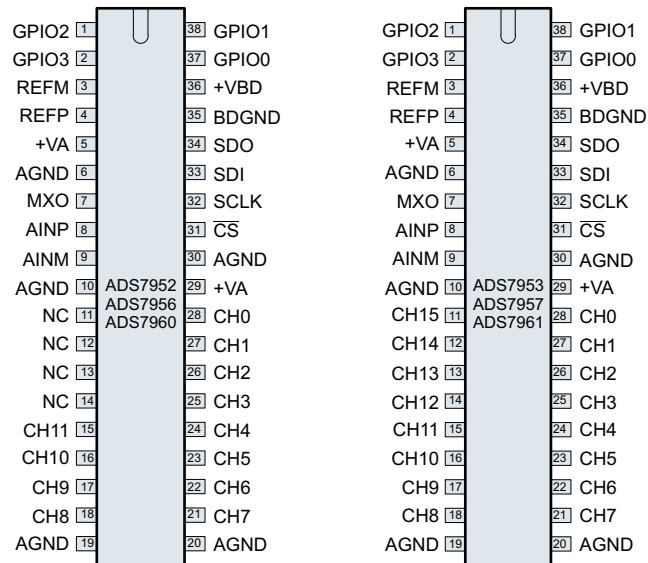 GPIO2 1 38 GPIO1
GPIO3 2 37 GPIO0
REFM 3 36 +VBD
REFP 4 35 BDGND
+VA 5 34 SDO
AGND 6 33 SDI
MXO 7 32 SCLK
AINP 8 31 C̅S̅
AINM 9 30 AGND
AGND 10 ADS7952 29 +VA
ADS7956
NC 11 ADS7960 28 CH0
NC 12 27 CH1
NC 13 26 CH2
NC 14 25 CH3
CH11 15 24 CH4
CH10 16 23 CH5
CH9 17 22 CH6
CH8 18 21 CH7
AGND 19 20 AGND
GPIO2 1 38 GPIO1
GPIO3 2 37 GPIO0
REFM 3 36 +VBD
REFP 4 35 BDGND
+VA 5 34 SDO
AGND 6 33 SDI
MXO 7 32 SCLK
AINP 8 31 C̅S̅
AINM 9 30 AGND
AGND 10 ADS7953 29 +VA
ADS7957
CH15 11 ADS7961 28 CH0
CH14 12 27 CH1
CH13 13 26 CH2
CH12 14 25 CH3
CH11 15 24 CH4
CH10 16 23 CH5
CH9 17 22 CH6
CH8 18 21 CH7
AGND 19 20 AGND